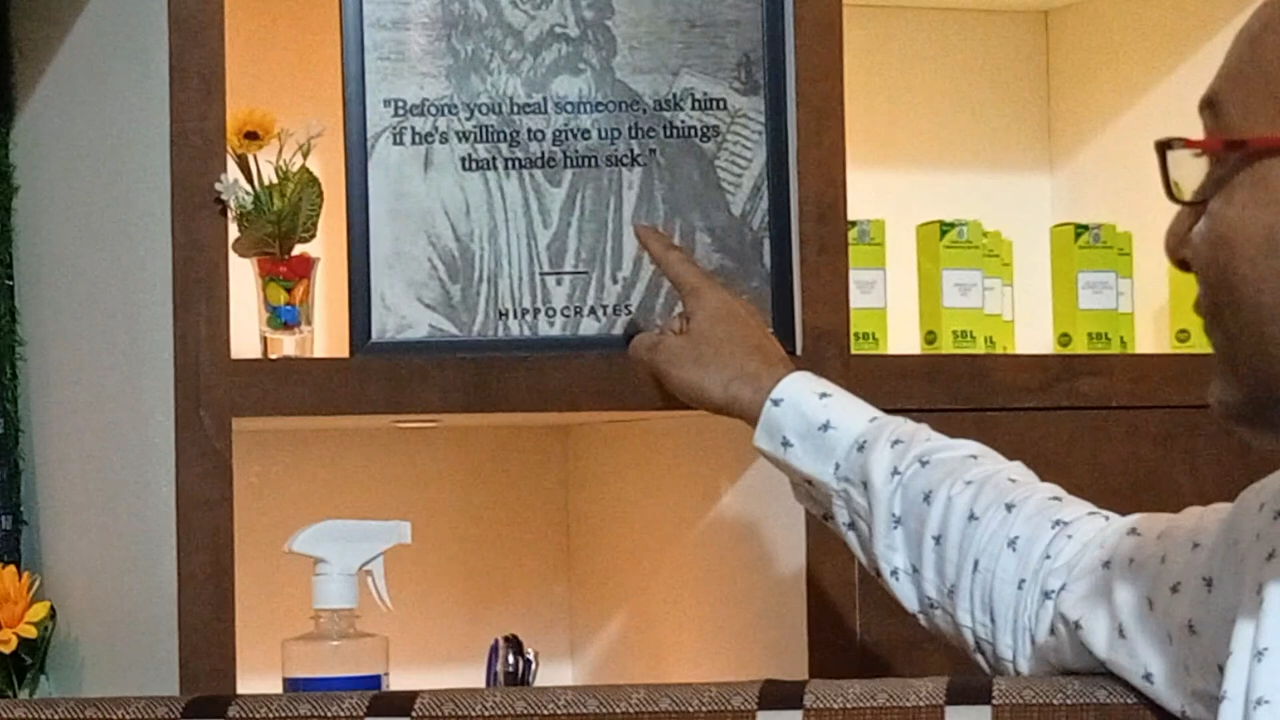 "Before you heal someone, ask him
if he's willing to give up the things
that made him sick."
HIPPOCRATES
SBL
SBL
SBL